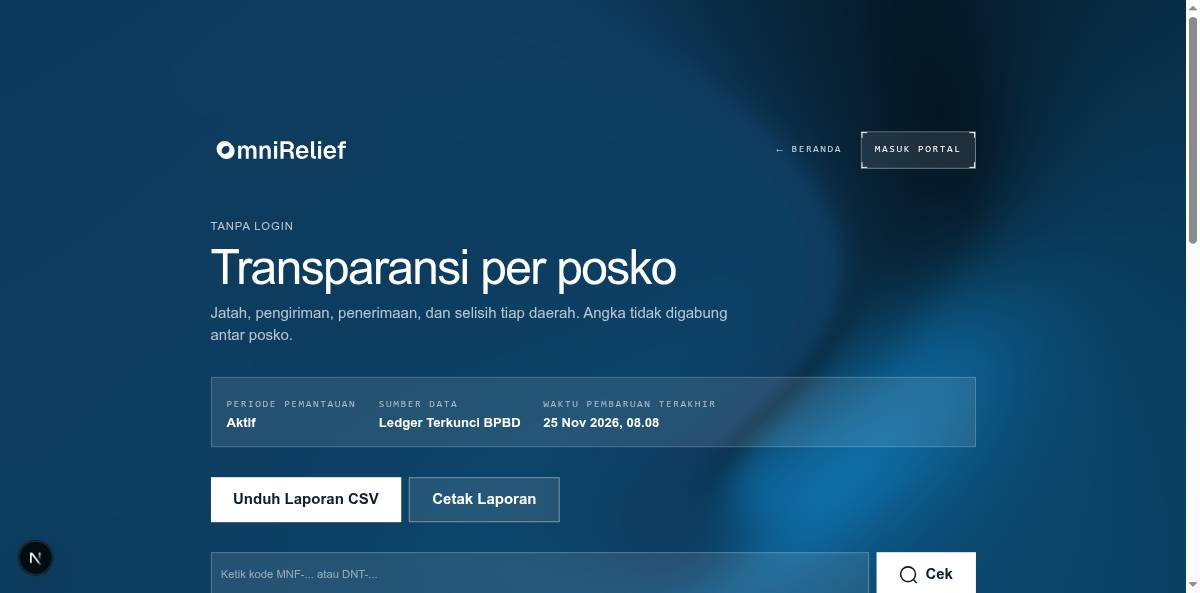 OmniRelief
← BERANDA
MASUK PORTAL
TANPA LOGIN
Transparansi per posko
Jatah, pengiriman, penerimaan, dan selisih tiap daerah. Angka tidak digabung
antar posko.
PERIODE PEMANTAUAN
Aktif
SUMBER DATA
Ledger Terkunci BPBD
WAKTU PEMBARUAN TERAKHIR
25 Nov 2026, 08.08
Unduh Laporan CSV
Cetak Laporan
Ketik kode MNF-... atau DNT-...
Cek
N